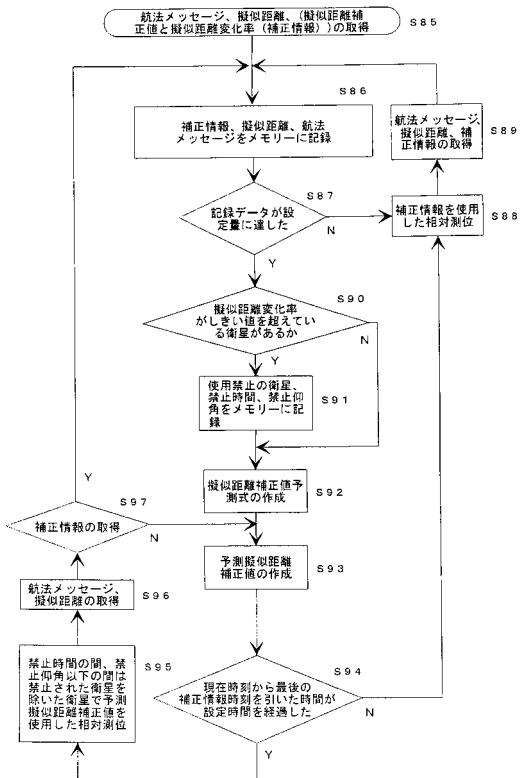 航法メッセージ、擬似距離、(擬似距離補
正値と擬似距離変化率(補正情報))の取得
S85
S86
補正情報、擬似距離、航法
メッセージをメモリーに記録
航法メッセージ、
擬似距離、補
正情報の取得
S89
S87
記録データが設
定量に達した
N
Y
補正情報を使用
した相対測位
S88
S90
擬似距離変化率
がしきい値を超えてい
る衛星があるか
N
Y
使用禁止の衛星、
禁止時間、禁止仰
角をメモリーに記
録
S91
擬似距離補正値予
測式の作成
S92
Y
S97
補正情報の取得
N
予測擬似距離
補正値の作成
S93
航法メッセージ、
擬似距離の取得
S96
禁止時間の間、禁
止仰角以下の間は
禁止された衛星を
除いた衛星で予測
擬似距離補正値を
使用した相対測位
S95
S94
現在時刻から最後の
補正情報時刻を引いた時間が
設定時間を経過した
N
Y